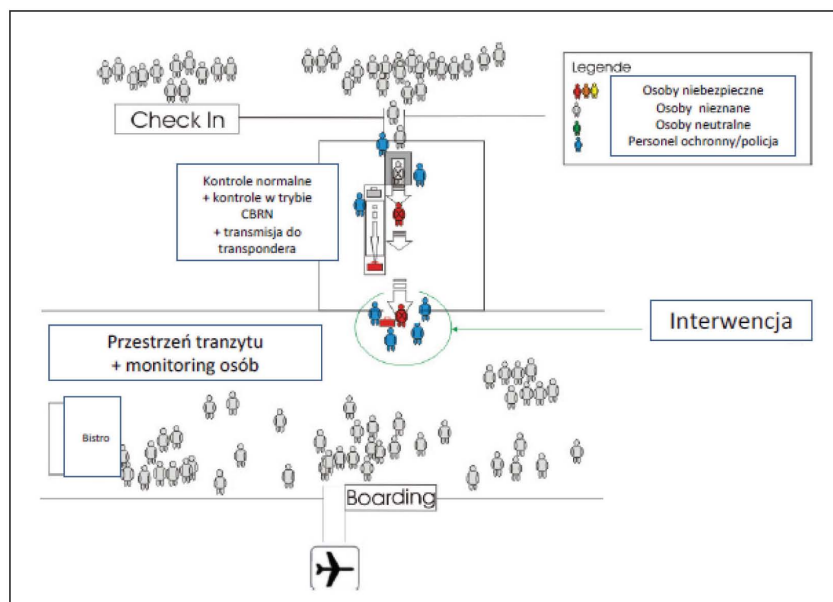 Check In
Legende
Osoby niebezpieczne
Osoby nieznane
Osoby neutralne
Personel ochronny/policja
Kontrole normalne
+ kontrole w trybie
CBRN
+ transmisja do
transpondera
Interwencja
Przestrzeń tranzytu
+ monitoring osób
Bistro
Boarding